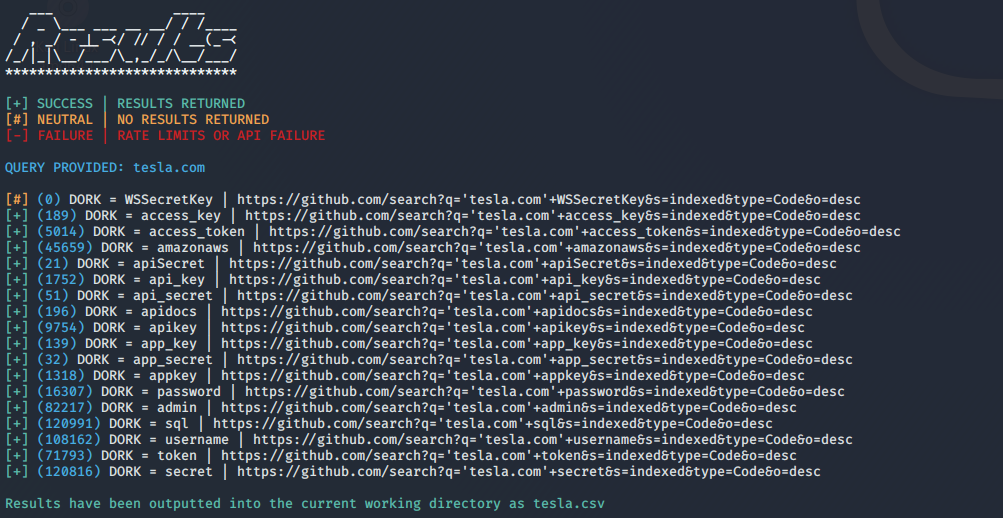 Results
*****************************
[+] SUCCESS | RESULTS RETURNED
[#] NEUTRAL | NO RESULTS RETURNED
[-] FAILURE | RATE LIMITS OR API FAILURE
QUERY PROVIDED: tesla.com
[#] (0) DORK = WSSecretKey | https://github.com/search?q='tesla.com'+WSSecretKey&s=indexed&type=Code&o=desc
[+] (189) DORK = access_key | https://github.com/search?q='tesla.com'+access_key&s=indexed&type=Code&o=desc
[+] (5014) DORK = access_token | https://github.com/search?q='tesla.com'+access_token&s=indexed&type=Code&o=desc
[+] (45659) DORK = amazonaws | https://github.com/search?q='tesla.com'+amazonaws&s=indexed&type=Code&o=desc
[+] (21) DORK = apiSecret | https://github.com/search?q='tesla.com'+apiSecret&s=indexed&type=Code&o=desc
[+] (1752) DORK = api_key | https://github.com/search?q='tesla.com'+api_key&s=indexed&type=Code&o=desc
[+] (51) DORK = api_secret | https://github.com/search?q='tesla.com'+api_secret&s=indexed&type=Code&o=desc
[+] (196) DORK = apidocs | https://github.com/search?q='tesla.com'+apidocs&s=indexed&type=Code&o=desc
[+] (9754) DORK = apikey | https://github.com/search?q='tesla.com'+apikey&s=indexed&type=Code&o=desc
[+] (139) DORK = app_key | https://github.com/search?q='tesla.com'+app_key&s=indexed&type=Code&o=desc
[+] (32) DORK = app_secret | https://github.com/search?q='tesla.com'+app_secret&s=indexed&type=Code&o=desc
[+] (1318) DORK = appkey | https://github.com/search?q='tesla.com'+appkey&s=indexed&type=Code&o=desc
[+] (16307) DORK = password | https://github.com/search?q='tesla.com'+password&s=indexed&type=Code&o=desc
[+] (82217) DORK = admin | https://github.com/search?q='tesla.com'+admin&s=indexed&type=Code&o=desc
[+] (120991) DORK = sql | https://github.com/search?q='tesla.com'+sql&s=indexed&type=Code&o=desc
[+] (108162) DORK = username | https://github.com/search?q='tesla.com'+username&s=indexed&type=Code&o=desc
[+] (71793) DORK = token | https://github.com/search?q='tesla.com'+token&s=indexed&type=Code&o=desc
[+] (120816) DORK = secret | https://github.com/search?q='tesla.com'+secret&s=indexed&type=Code&o=desc
Results have been outputted into the current working directory as tesla.csv